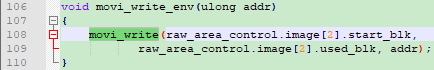 106 void movi_write_env(ulong addr)
107 {
108 movi_write(raw_area_control.image[2].start_blk,
109 raw_area_control.image[2].used_blk, addr);
110 }